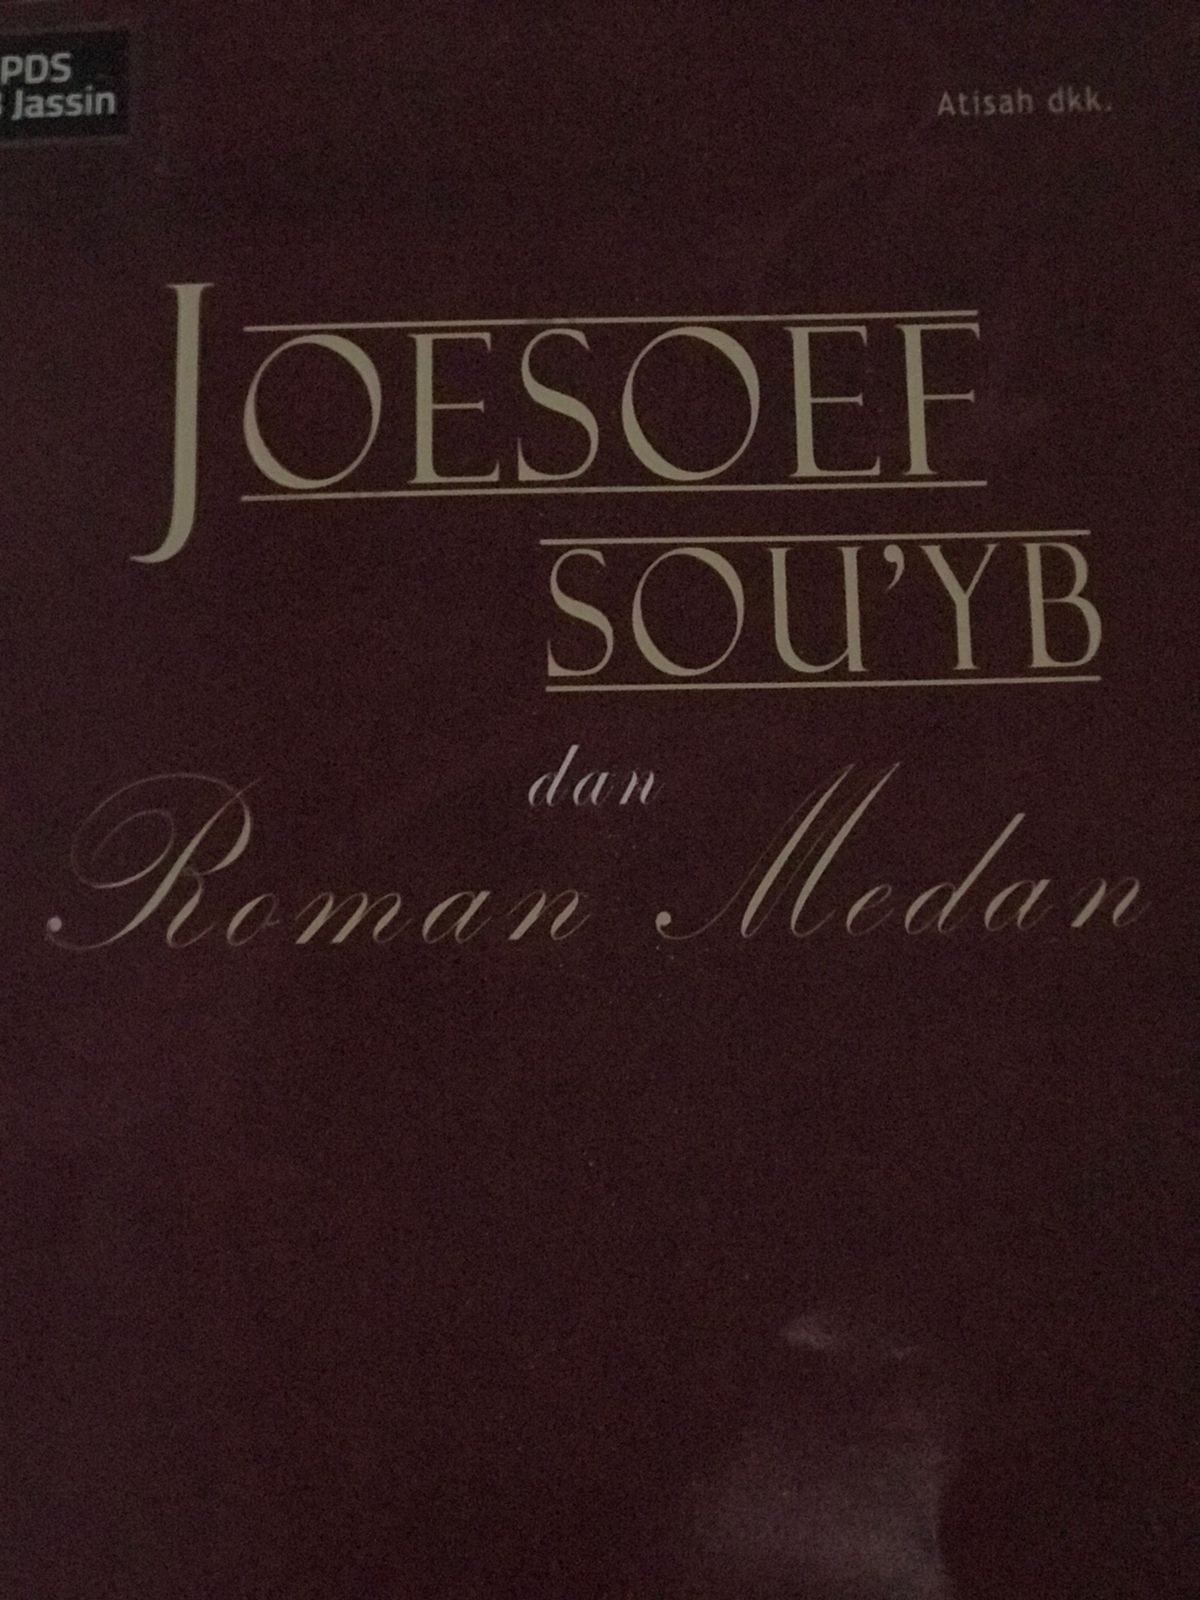 PDS
Jassin
Atisah dkk.
JOESOEF
SOU'YB
dan
Roman Medan